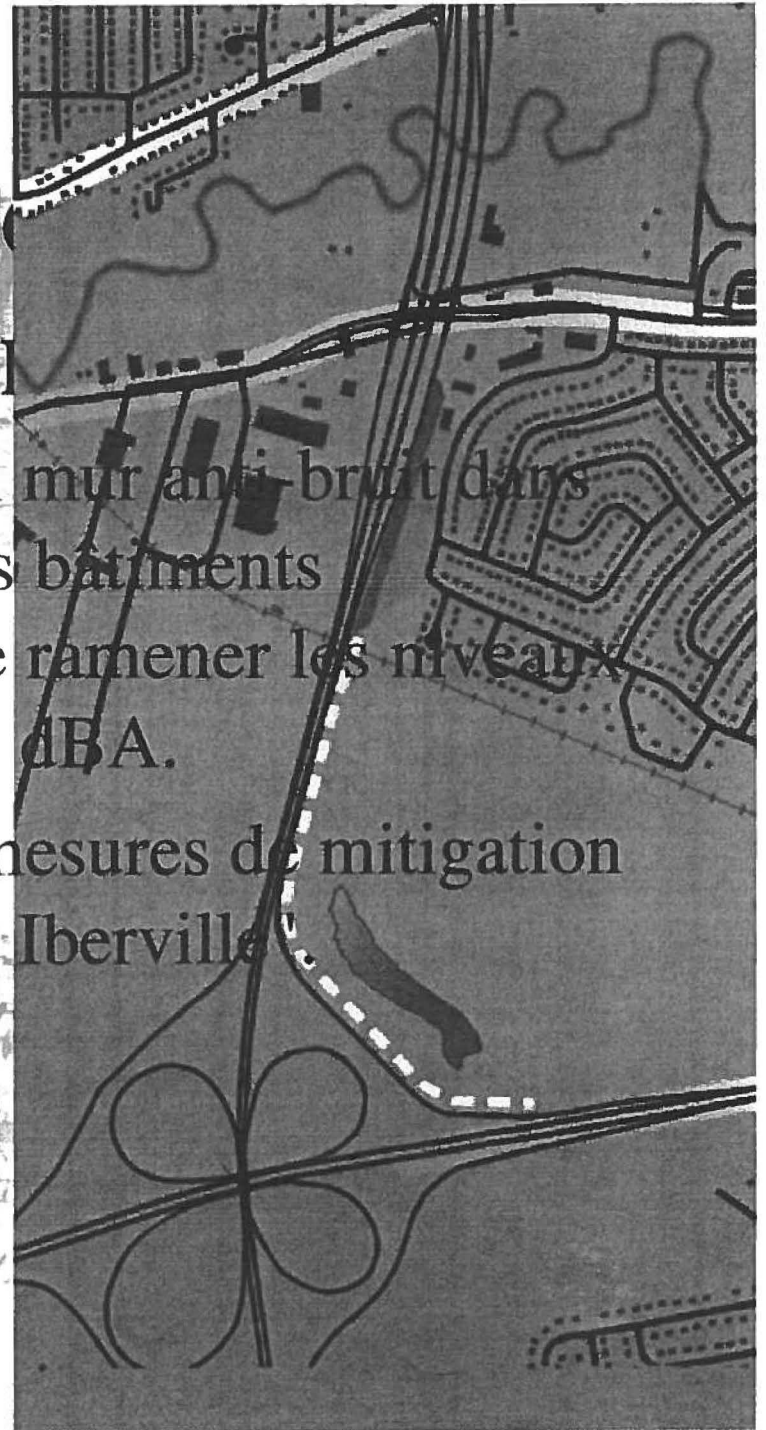 mur anti-bruit dans
bâtiments
ramener les niveaux
dBA.
mesures de mitigation
Iberville".